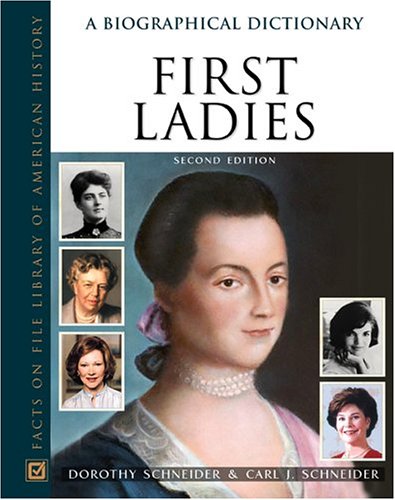 A BIOGRAPHICAL DICTIONARY
FIRST
LADIES
SECOND EDITION
FACTS ON FILE LIBRARY OF AMERICAN HISTORY
DOROTHY SCHNEIDER & CARL J. SCHNEIDER